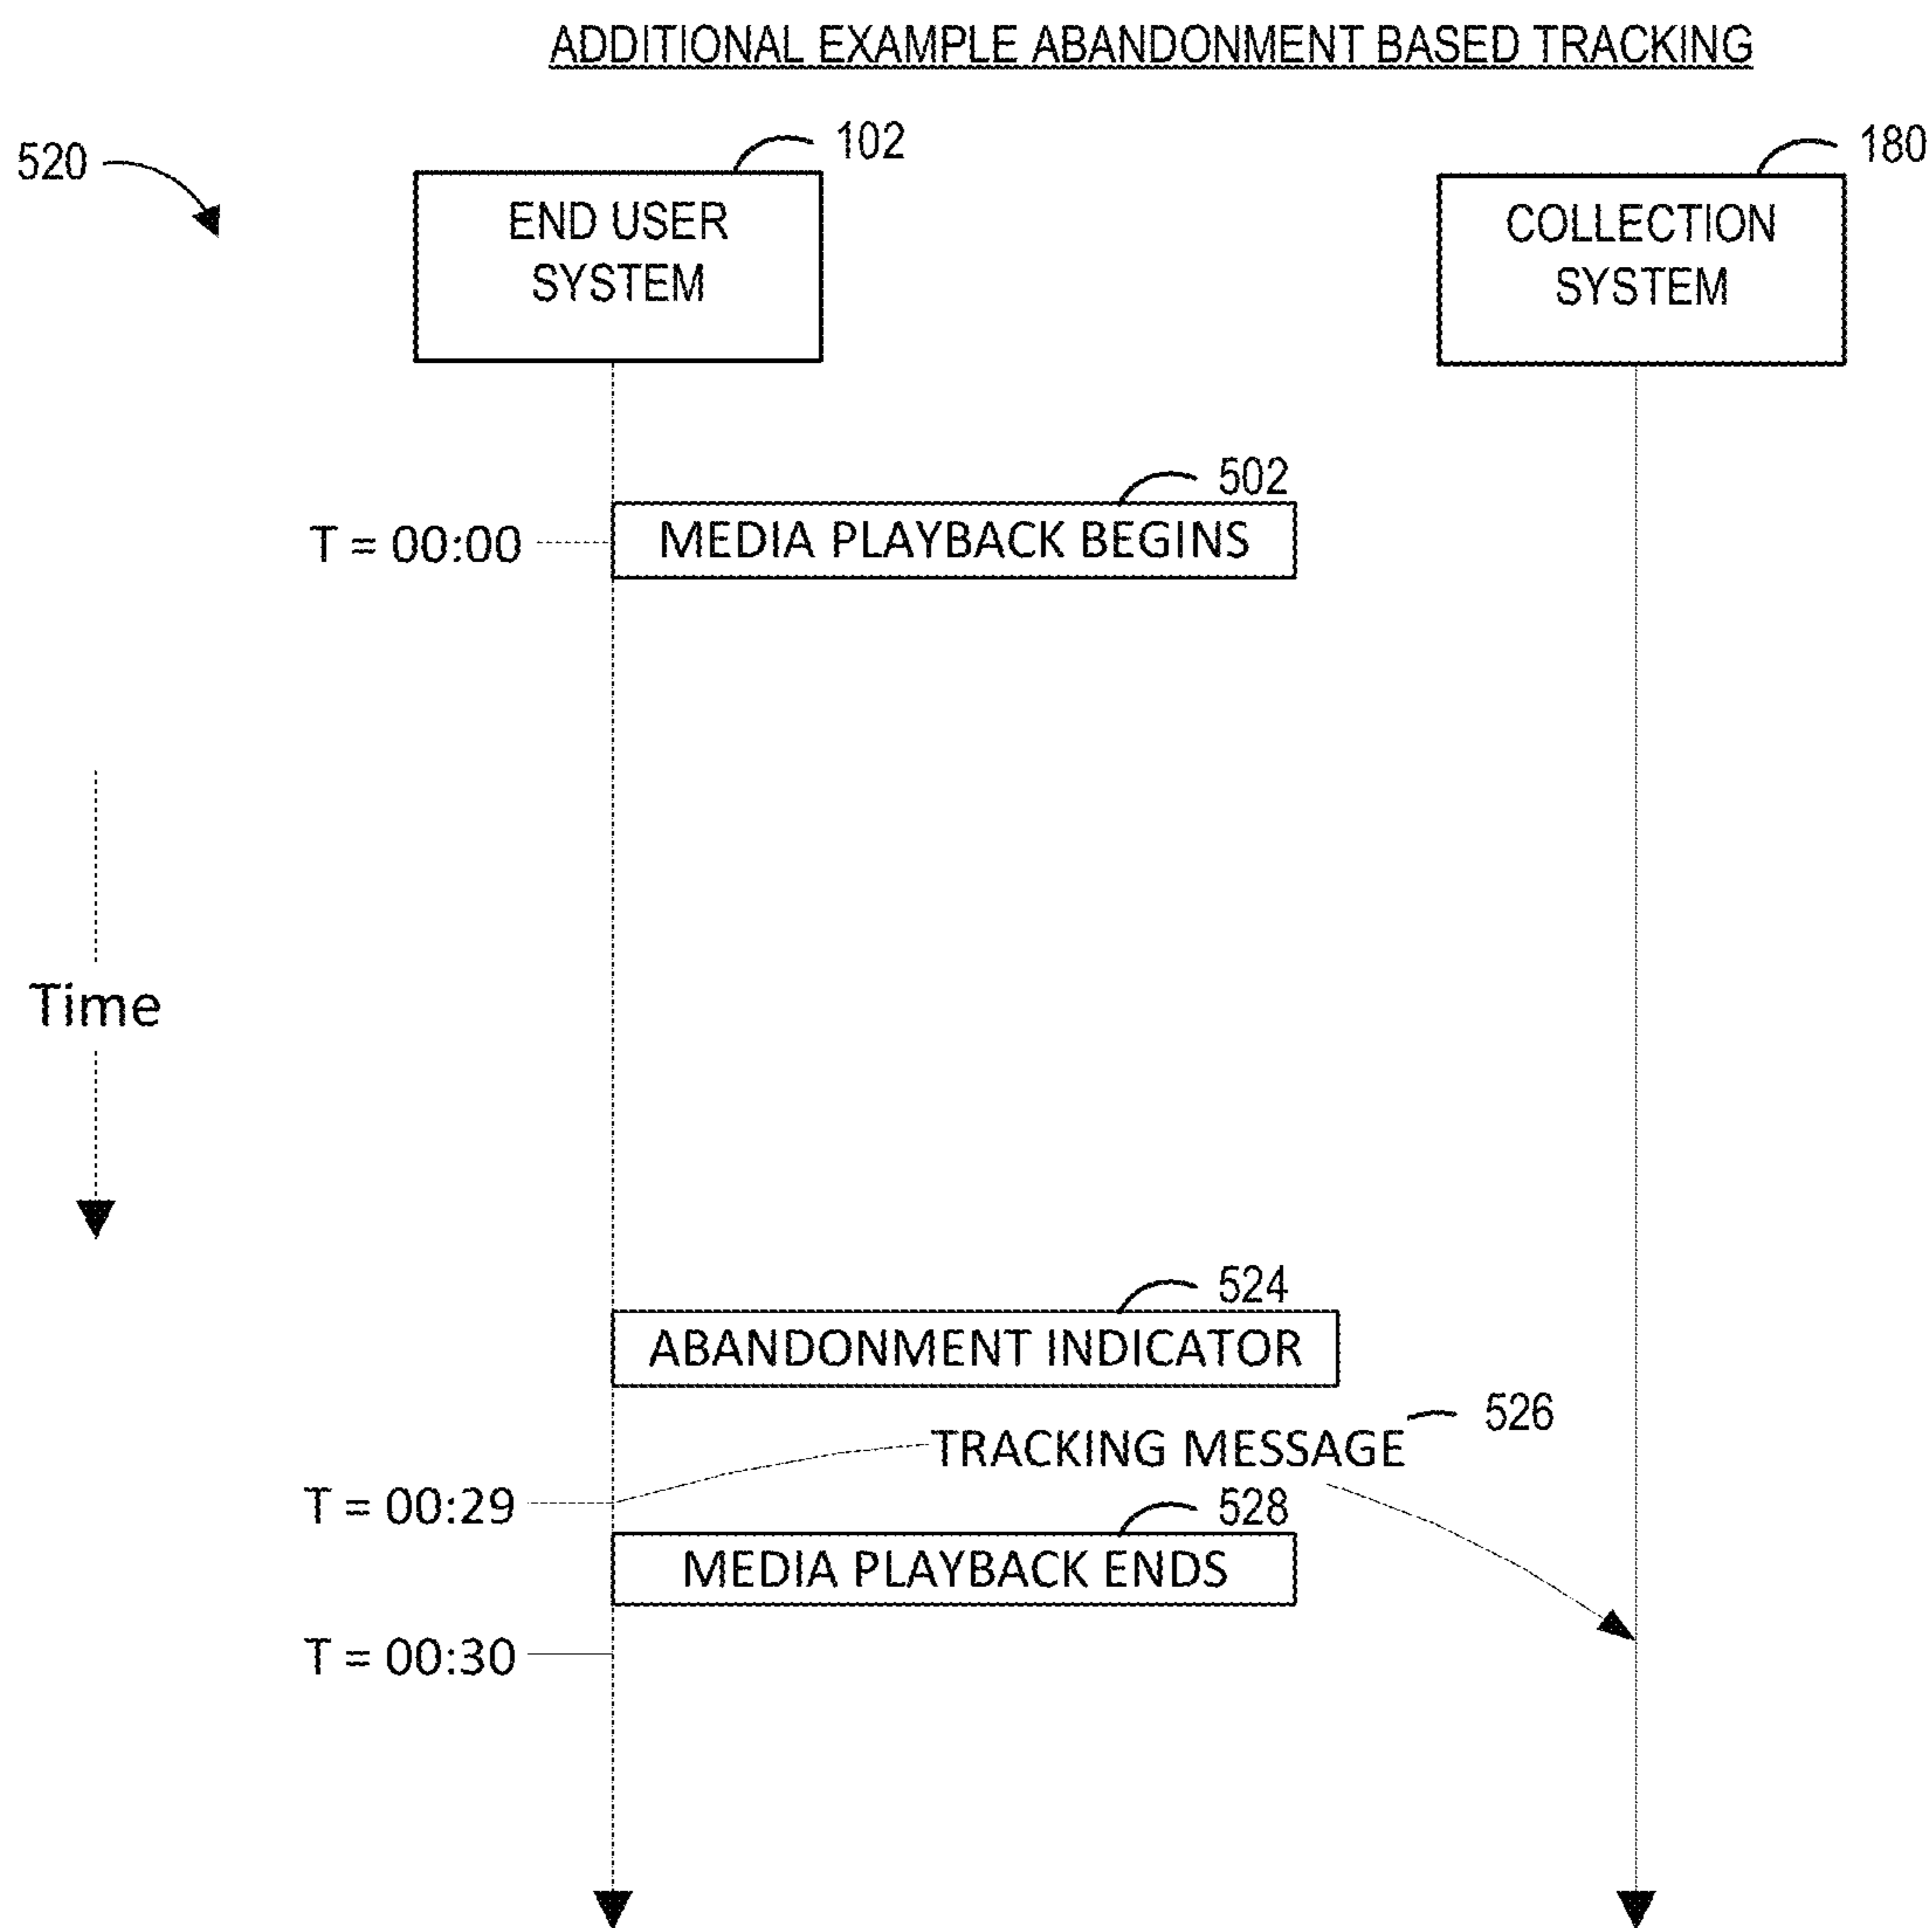 ADDITIONAL EXAMPLE ABANDONMENT BASED TRACKING
520
102
180
END USER
SYSTEM
COLLECTION
SYSTEM
502
T = 00:00
MEDIA PLAYBACK BEGINS
Time
524
ABANDONMENT INDICATOR
526
TRACKING MESSAGE
T = 00:29
528
MEDIA PLAYBACK ENDS
T = 00:30